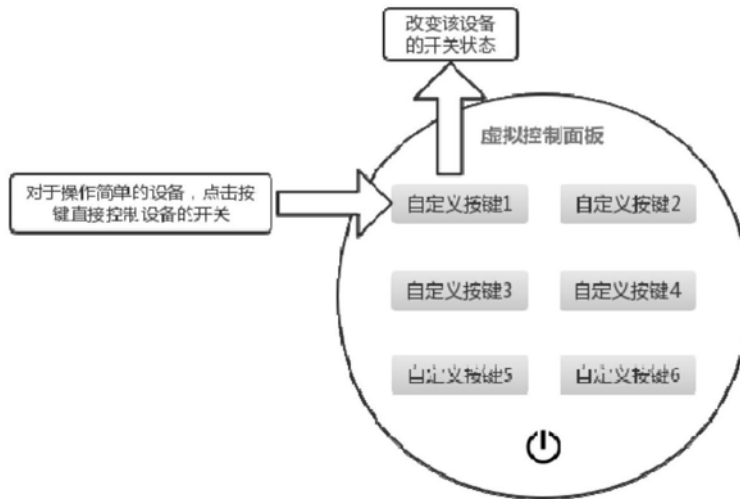 改变该设备
的开关状态
虚拟控制面板
对于操作简单的设备，点击按
键直接控制设备的开关
自定义按键1
自定义按键2
自定义按键3
自定义按键4
自定义按键5
自定义按键6